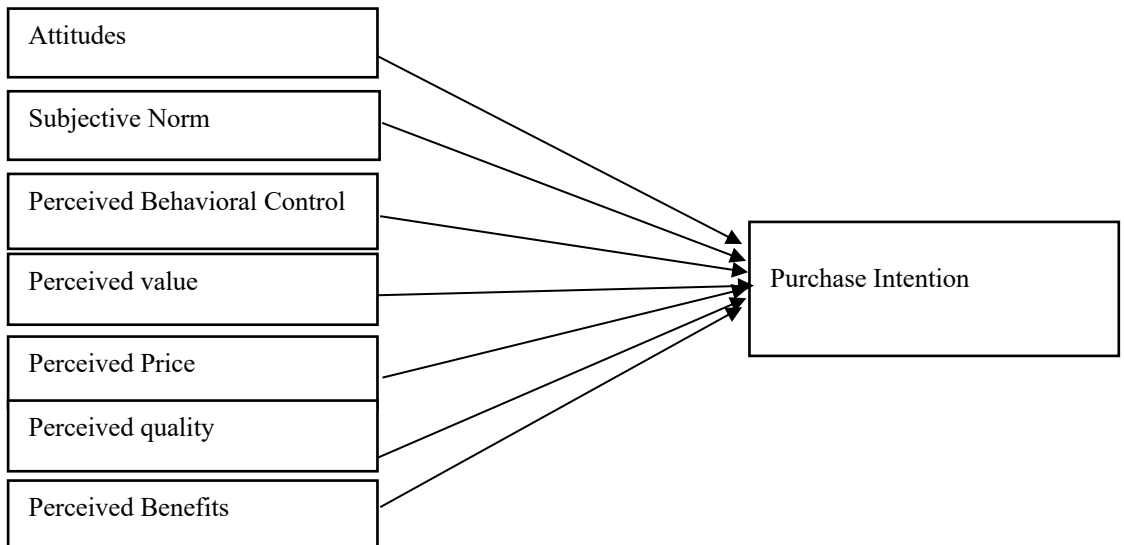 Attitudes
Subjective Norm
Perceived Behavioral Control
Perceived value
Perceived Price
Perceived quality
Perceived Benefits
Purchase Intention